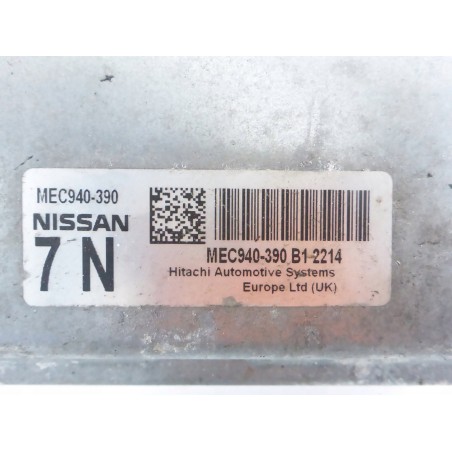 MEC940-390
NISSAN
7 N
MEC940-390 B1 2214
Hitachi Automotive Systems
Europe Ltd (UK)